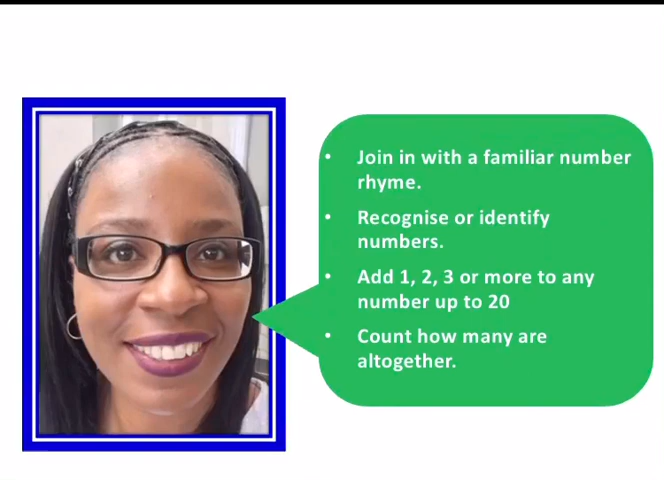 • Join in with a familiar number
rhyme.
• Recognise or identify
numbers.
• Add 1, 2, 3 or more to any
number up to 20
• Count how many are
altogether.